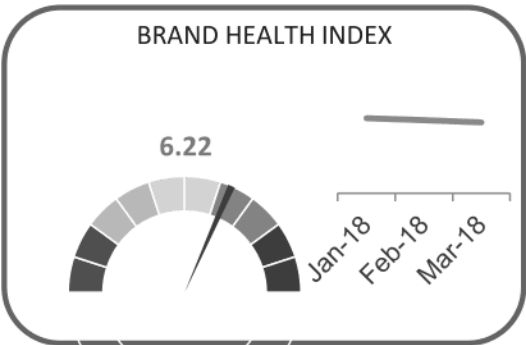 BRAND HEALTH INDEX
6.22
Jan-18
Feb-18
Mar-18